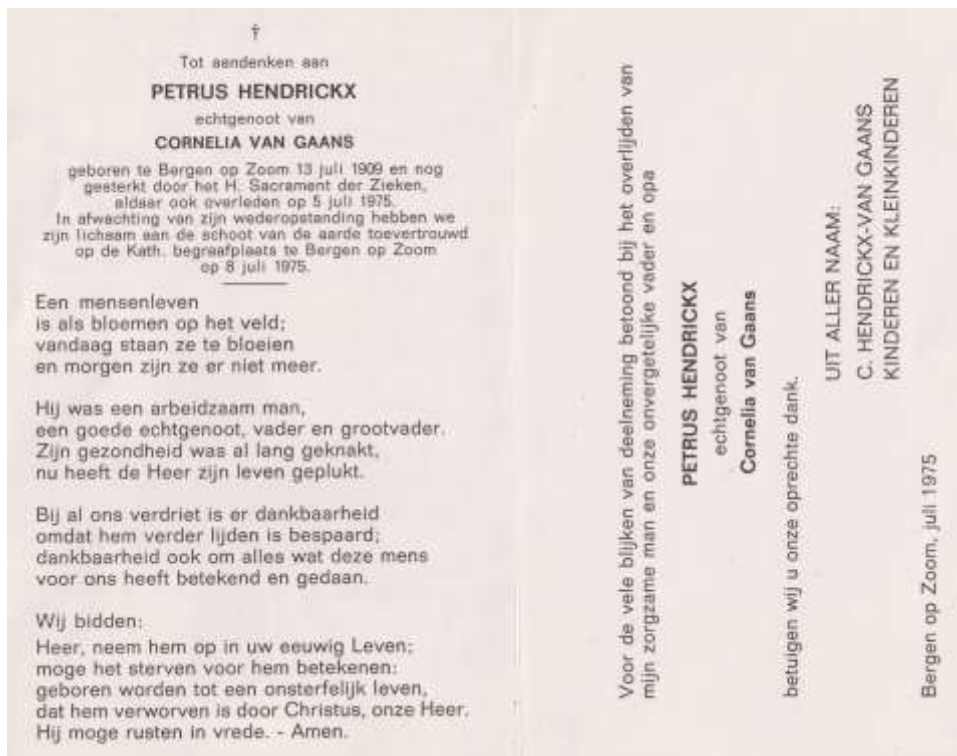 †
Tot aandenken aan
PETRUS HENDRICKX
echtgenoot van
CORNELIA VAN GAANS
geboren te Bergen op Zoom 13 juli 1909 en nog
gesterkt door het H. Sacrament der Zieken,
aldaar ook overleden op 5 juli 1975.
In afwachting van zijn wederopstanding hebben we
zijn lichaam aan de schoot van de aarde toevertrouwd
op de Kath. begraafplaats te Bergen op Zoom
op 8 juli 1975.
Een mensenleven
is als bloemen op het veld;
vandaag staan ze te bloeien
en morgen zijn ze er niet meer.
Hij was een arbeidzaam man,
een goede echtgenoot, vader en grootvader.
Zijn gezondheid was al lang geknakt,
nu heeft de Heer zijn leven geplukt.
Bij al ons verdriet is er dankbaarheid
omdat hem verder lijden is bespaard;
dankbaarheid ook om alles wat deze mens
voor ons heeft betekend en gedaan.
Wij bidden:
Heer, neem hem op in uw eeuwig Leven;
moge het sterven voor hem betekenen:
geboren worden tot een onsterfelijk leven,
dat hem verworven is door Christus, onze Heer.
Hij moge rusten in vrede. - Amen.
Voor de vele blijken van deelneming betoond bij het overlijden van
mijn zorgzame man en onze onvergetelijke vader en opa
PETRUS HENDRICKX
echtgenoot van
Cornelia van Gaans
betuigen wij u onze oprechte dank.
UIT ALLER NAAM:
C. HENDRICKX-VAN GAANS
KINDEREN EN KLEINKINDEREN
Bergen op Zoom, juli 1975